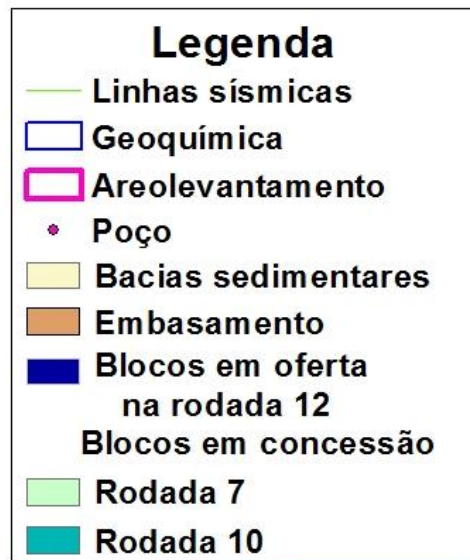 Legenda
Linhas sísmicas
Geoquímica
Areolevantamento
Poço
Bacias sedimentares
Embasamento
Blocos em oferta
na rodada 12
Blocos em concessão
Rodada 7
Rodada 10